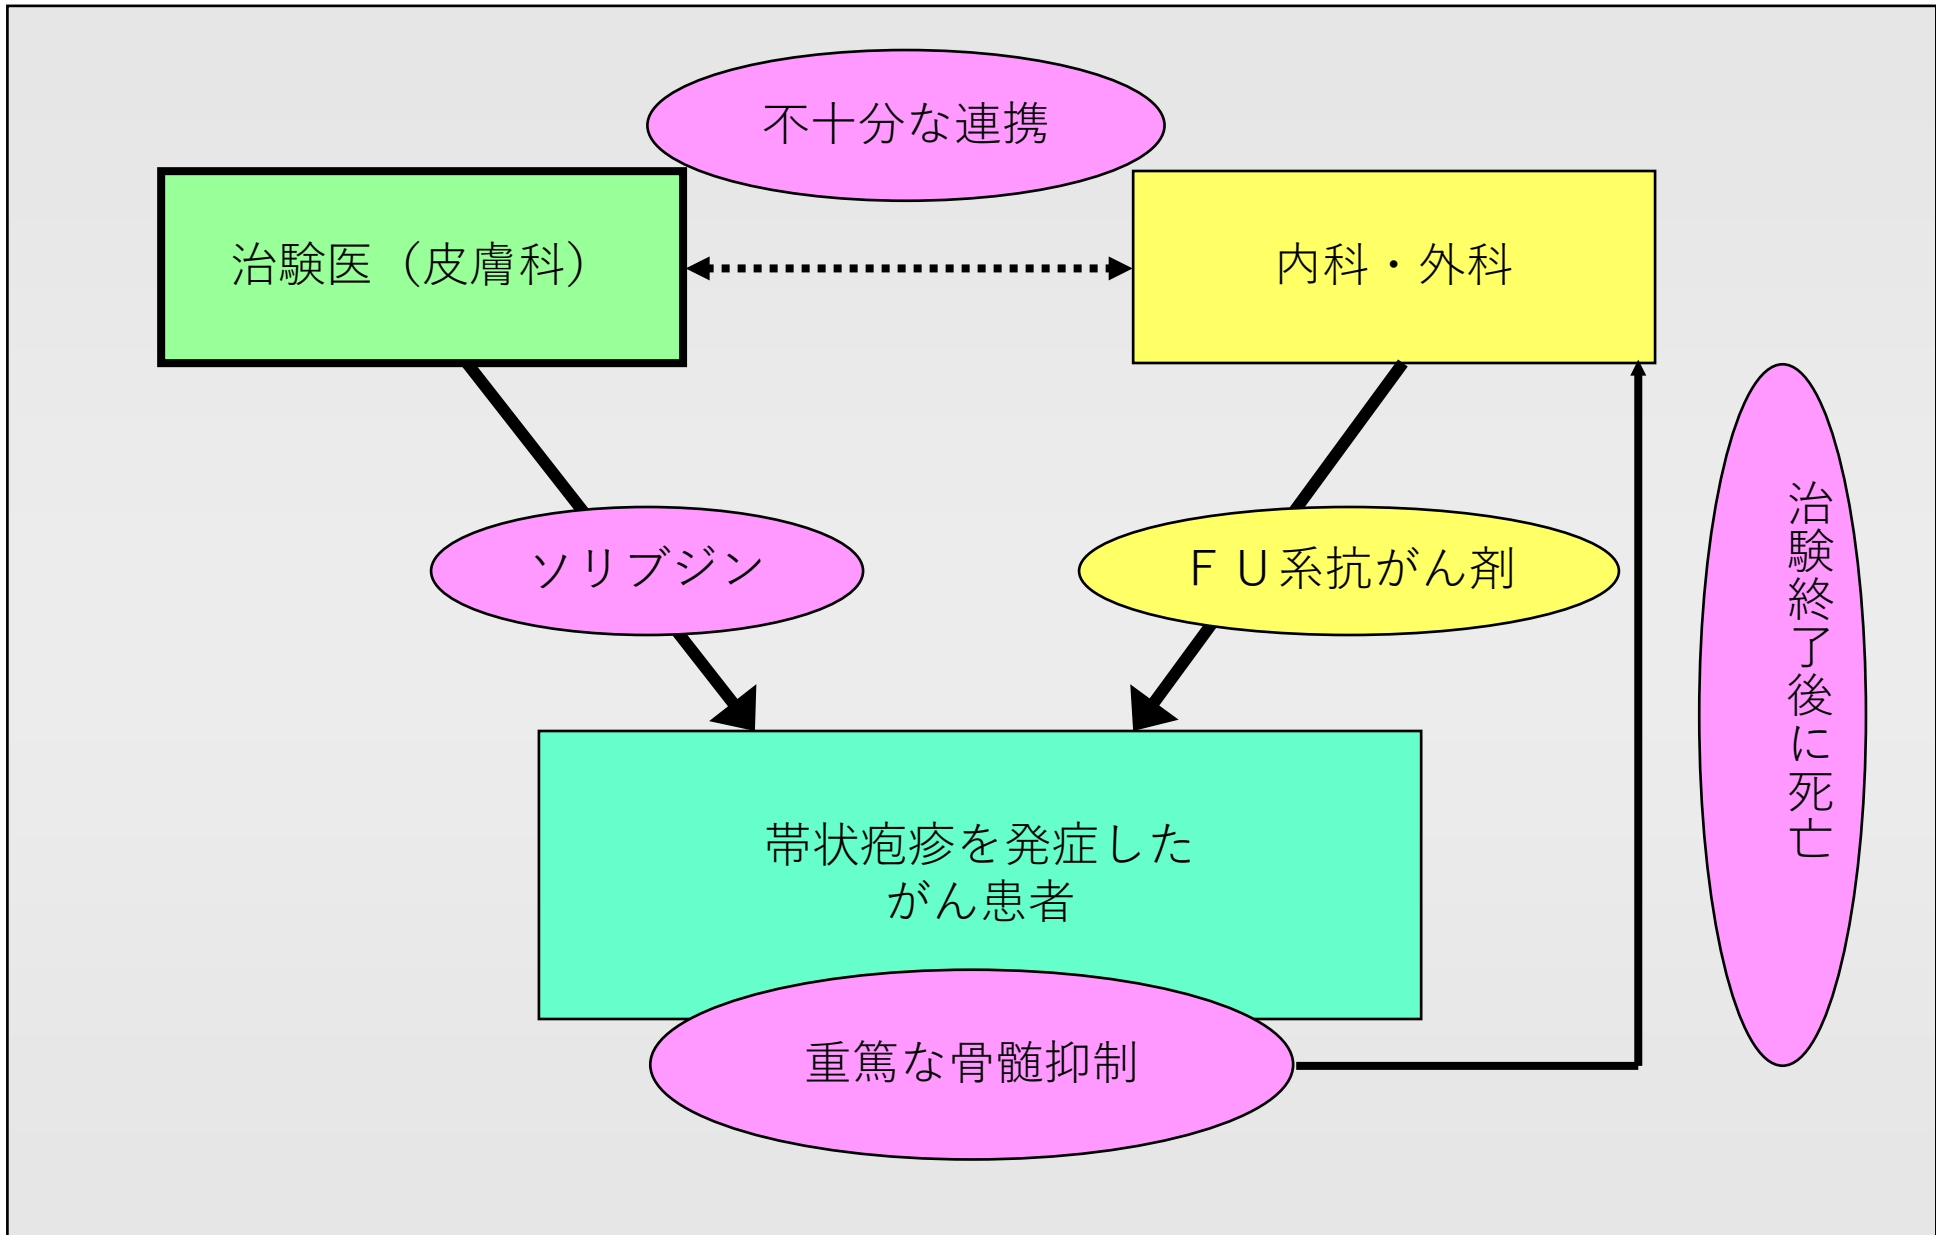 不十分な連携
治験医（皮膚科）
内科・外科
ソリブジン
ＦＵ系抗がん剤
治験終了後に死亡
帯状疱疹を発症した
がん患者
重篤な骨髄抑制